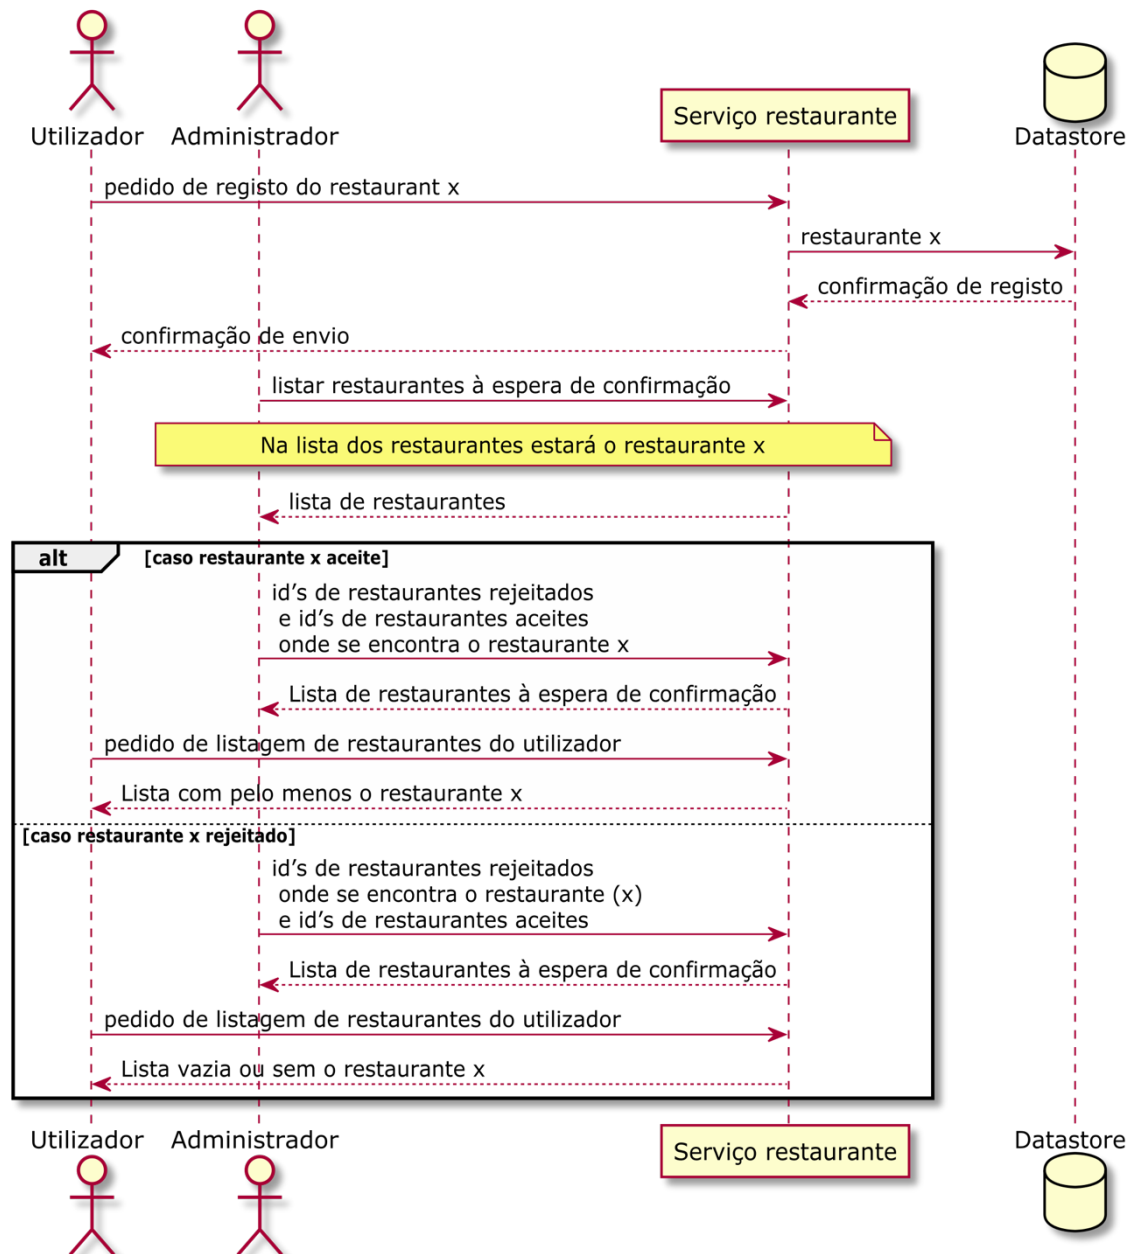 Utilizador
Administrador
Serviço restaurante
Datastore
pedido de registo do restaurant x
restaurante x
confirmação de registo
confirmação de envio
listar restaurantes à espera de confirmação
Na lista dos restaurantes estará o restaurante x
lista de restaurantes
alt
[caso restaurante x aceite]
id’s de restaurantes rejeitados
e id’s de restaurantes aceites
onde se encontra o restaurante x
Lista de restaurantes à espera de confirmação
pedido de listagem de restaurantes do utilizador
Lista com pelo menos o restaurante x
[caso restaurante x rejeitado]
id’s de restaurantes rejeitados
onde se encontra o restaurante (x)
e id’s de restaurantes aceites
Lista de restaurantes à espera de confirmação
pedido de listagem de restaurantes do utilizador
Lista vazia ou sem o restaurante x
Utilizador
Administrador
Serviço restaurante
Datastore